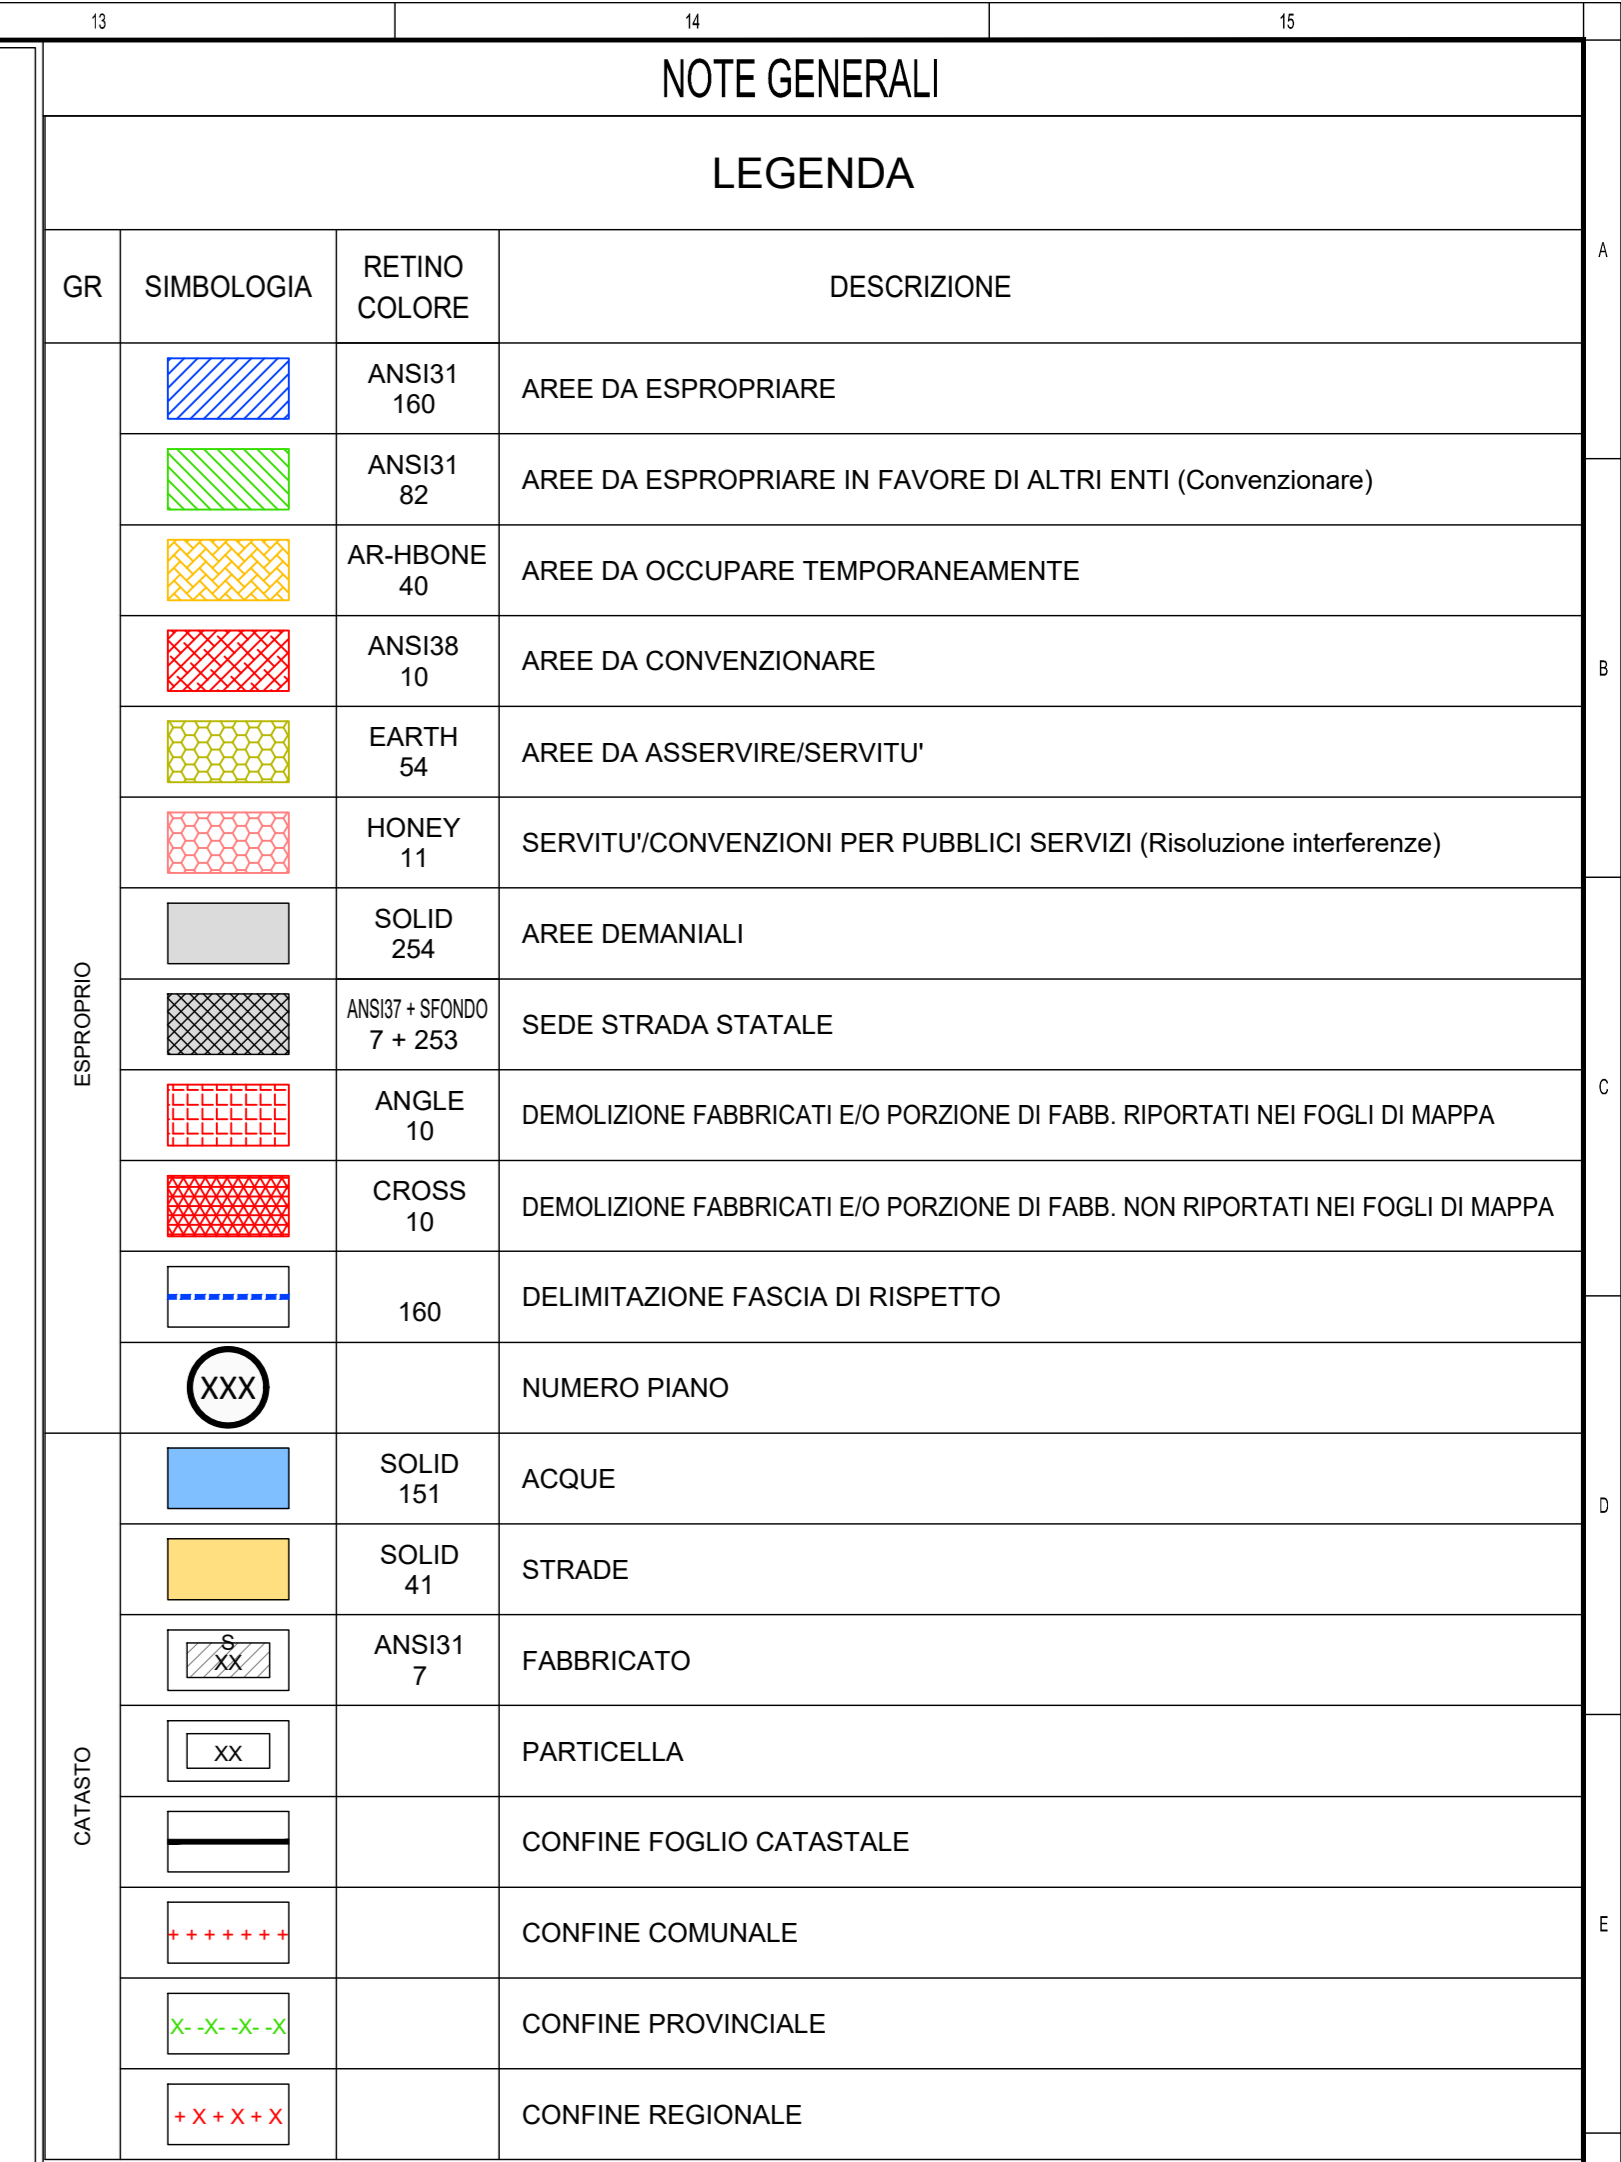 13 14 15
NOTE GENERALI
LEGENDA
A
GR SIMBOLOGIA RETINO COLORE DESCRIZIONE
ESPROPRIO
ANSI31
160
AREE DA ESPROPRIARE
ANSI31
82
AREE DA ESPROPRIARE IN FAVORE DI ALTRI ENTI (Convenzionare)
AR-HBONE
40
AREE DA OCCUPARE TEMPORANEAMENTE
ANSI38
10
AREE DA CONVENZIONARE
B
EARTH
54
AREE DA ASSERVIRE/SERVITU'
HONEY
11
SERVITU'/CONVENZIONI PER PUBBLICI SERVIZI (Risoluzione interferenze)
SOLID
254
AREE DEMANIALI
ANSI37 + SFONDO
7 + 253
SEDE STRADA STATALE
C
ANGLE
10
DEMOLIZIONE FABBRICATI E/O PORZIONE DI FABB. RIPORTATI NEI FOGLI DI MAPPA
CROSS
10
DEMOLIZIONE FABBRICATI E/O PORZIONE DI FABB. NON RIPORTATI NEI FOGLI DI MAPPA
160
DELIMITAZIONE FASCIA DI RISPETTO
XXX
NUMERO PIANO
CATASTO
SOLID
151
ACQUE
D
SOLID
41
STRADE
S
XX
ANSI31
7
FABBRICATO
XX
PARTICELLA
CONFINE FOGLIO CATASTALE
+ + + + + + +
CONFINE COMUNALE
E
X- -X- -X- -X
CONFINE PROVINCIALE
+ X + X + X
CONFINE REGIONALE